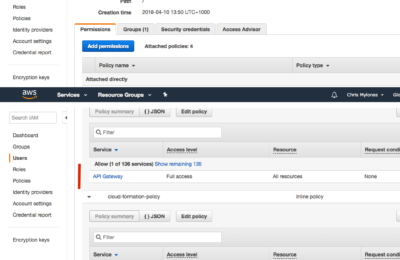 Roles
Policies
Identity providers
Account settings
Credential report
Encryption keys
Path /
Creation time 2016-04-10 13:50 UTC+1000
Permissions Groups (1) Security credentials Access Advisor
Add permissions Attached policies: 4
Policy name Policy type
Attached directly
aws Services Resource Groups Chris Mylonas Glo
Search IAM
Dashboard
Groups
Users
Roles
Policies
Identity providers
Account settings
Credential report
Encryption keys
Policy summary { } JSON Edit policy
Filter
Service Access level Resource Request condi
Allow (1 of 136 services) Show remaining 135
API Gateway Full access All resources None
cloud-formation-policy Inline policy
Policy summary { } JSON Edit policy
Filter
Service Access level Resource Request condi